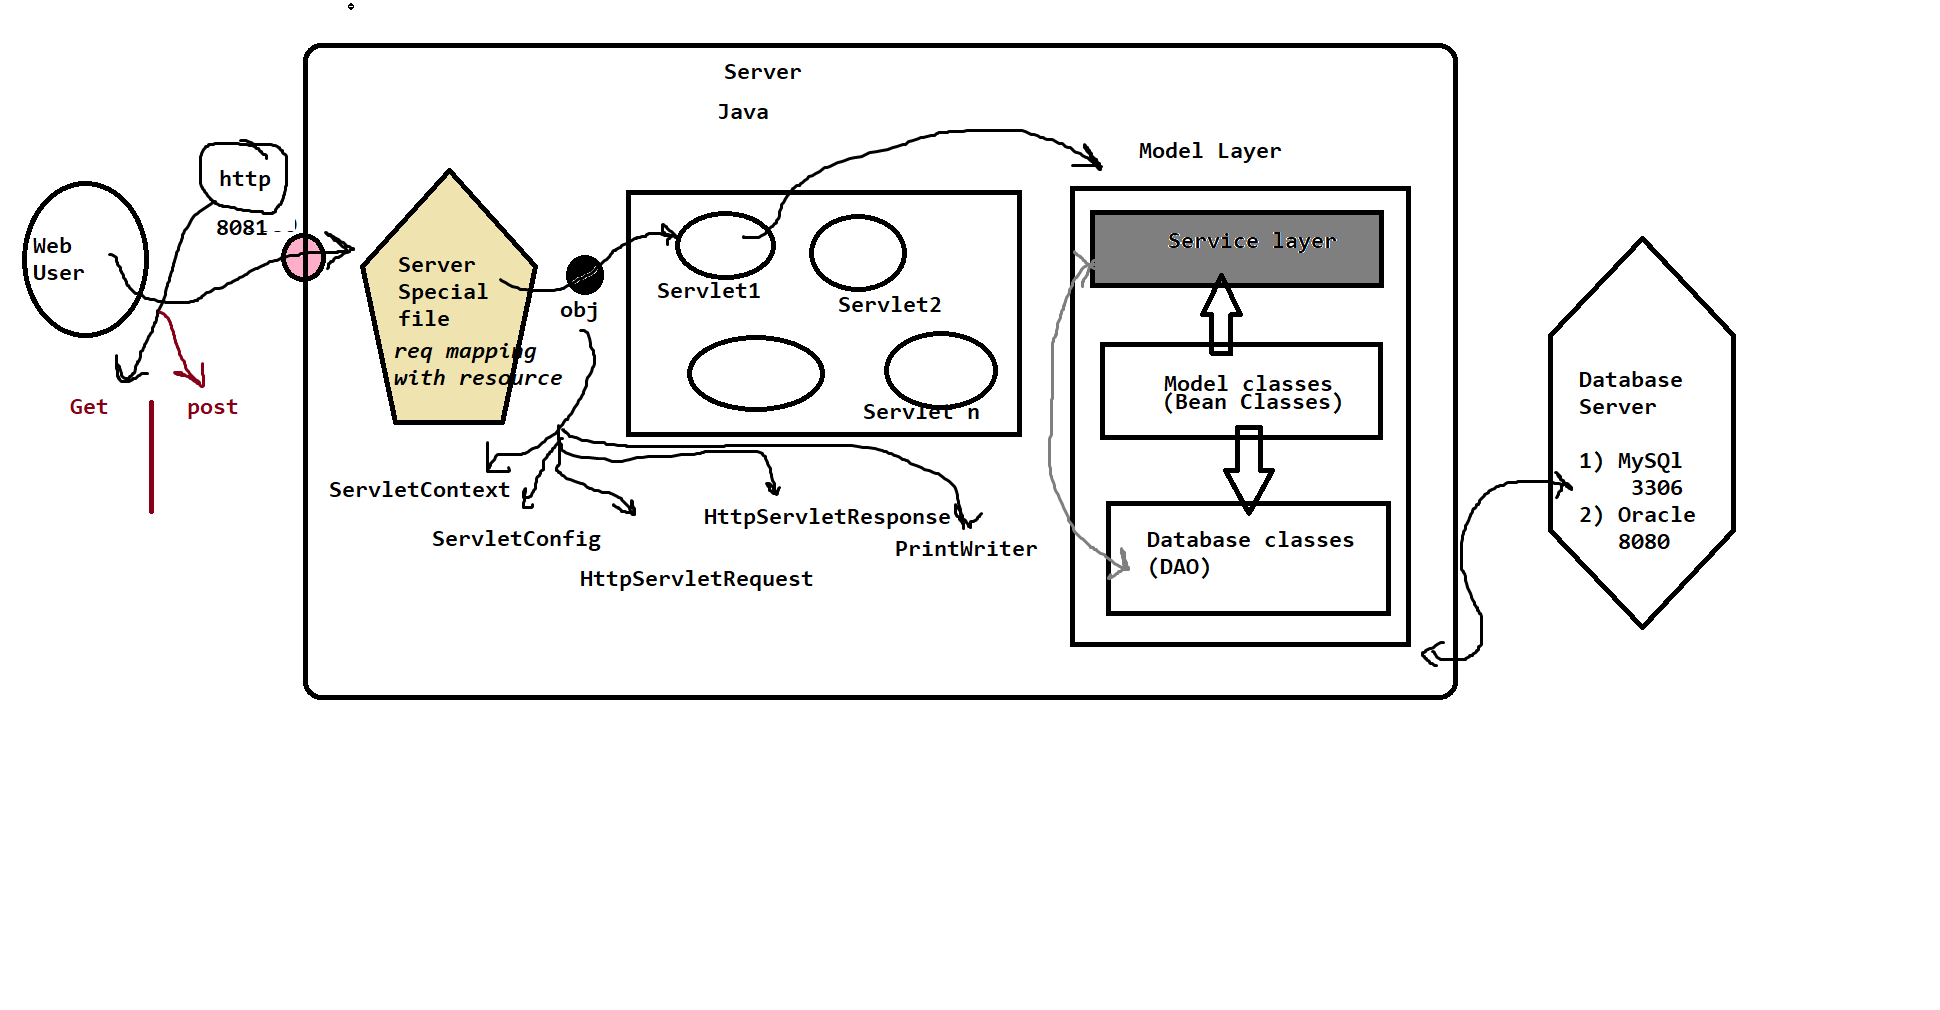 Server
Java
http
8081
Web
User
Get
post
Server
Special
file
req mapping
with resource
obj
Servlet1
Servlet2
Servlet n
ServletContext
ServletConfig
HttpServletRequest
HttpServletResponse
PrintWriter
Model Layer
Service layer
Model classes
(Bean Classes)
Database classes
(DAO)
Database
Server
1) MySQl
3306
2) Oracle
8080